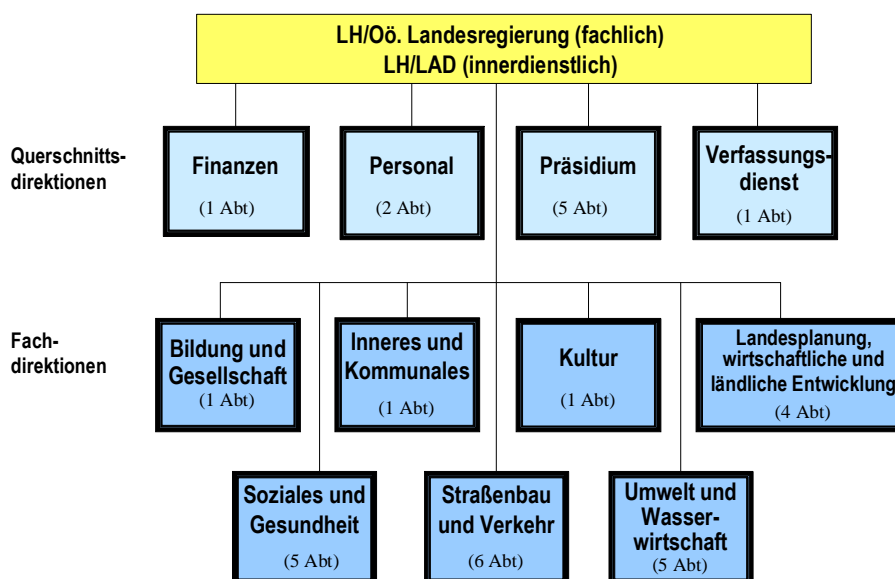 LH/Oö. Landesregierung (fachlich)
LH/LAD (innerdienstlich)
Querschnitts-
direktionen
Finanzen
(1 Abt)
Personal
(2 Abt)
Präsidium
(5 Abt)
Verfassungs-
dienst
(1 Abt)
Fach-
direktionen
Bildung und
Gesellschaft
(1 Abt)
Inneres und
Kommunales
(1 Abt)
Kultur
(1 Abt)
Landesplanung,
wirtschaftliche und
ländliche Entwicklung
(4 Abt)
Soziales und
Gesundheit
(5 Abt)
Straßenbau
und Verkehr
(6 Abt)
Umwelt und
Wasser-
wirtschaft
(5 Abt)